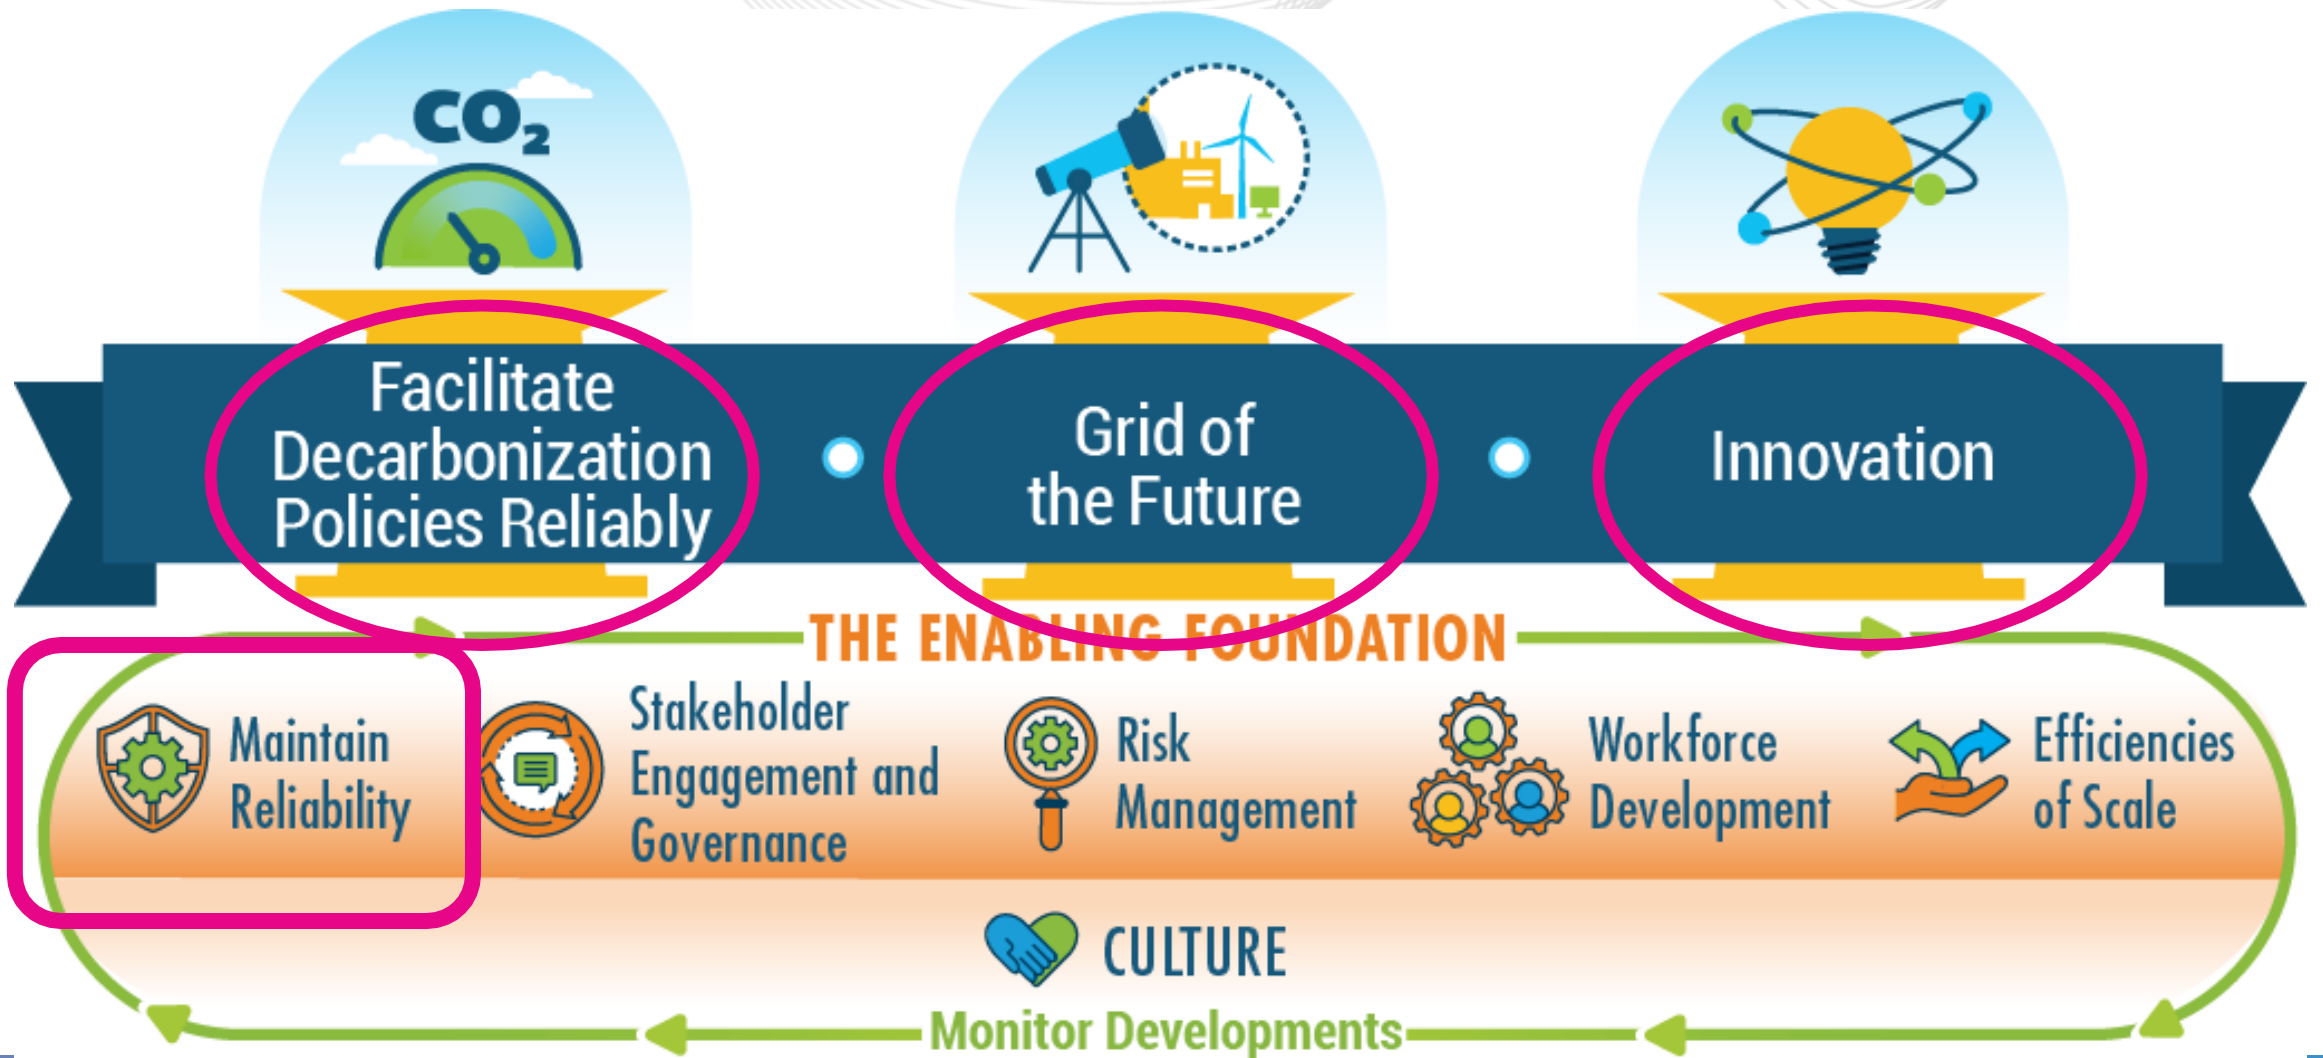 CO2
Facilitate
Decarbonization
Policies Reliably
Grid of
the Future
Innovation
THE ENABLING FOUNDATION
Maintain
Reliability
Stakeholder
Engagement and
Governance
Risk
Management
Workforce
Development
Efficiencies
of Scale
CULTURE
Monitor Developments